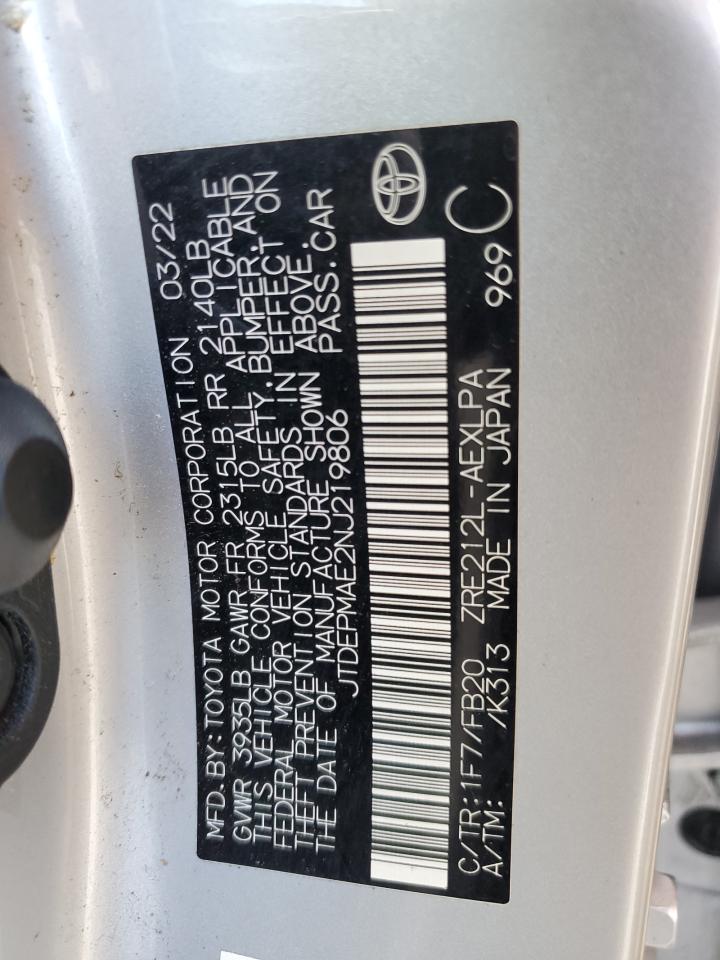 MFD. BY: TOYOTA MOTOR CORPORATION 03/22
GVWR 3935LB GAWR FR 2315LB RR 2140LB
THIS VEHICLE CONFORMS TO ALL APPLICABLE
FEDERAL MOTOR VEHICLE SAFETY, BUMPER, AND
THEFT PREVENTION STANDARDS IN EFFECT ON
THE DATE OF MANUFACTURE SHOWN ABOVE.
JTDEPMAE2NJ219806 PASS. CAR
C/TR: 1F7/FB20 ZRE212L-AEXLPA 969 C
A/TM: /K313 MADE IN JAPAN